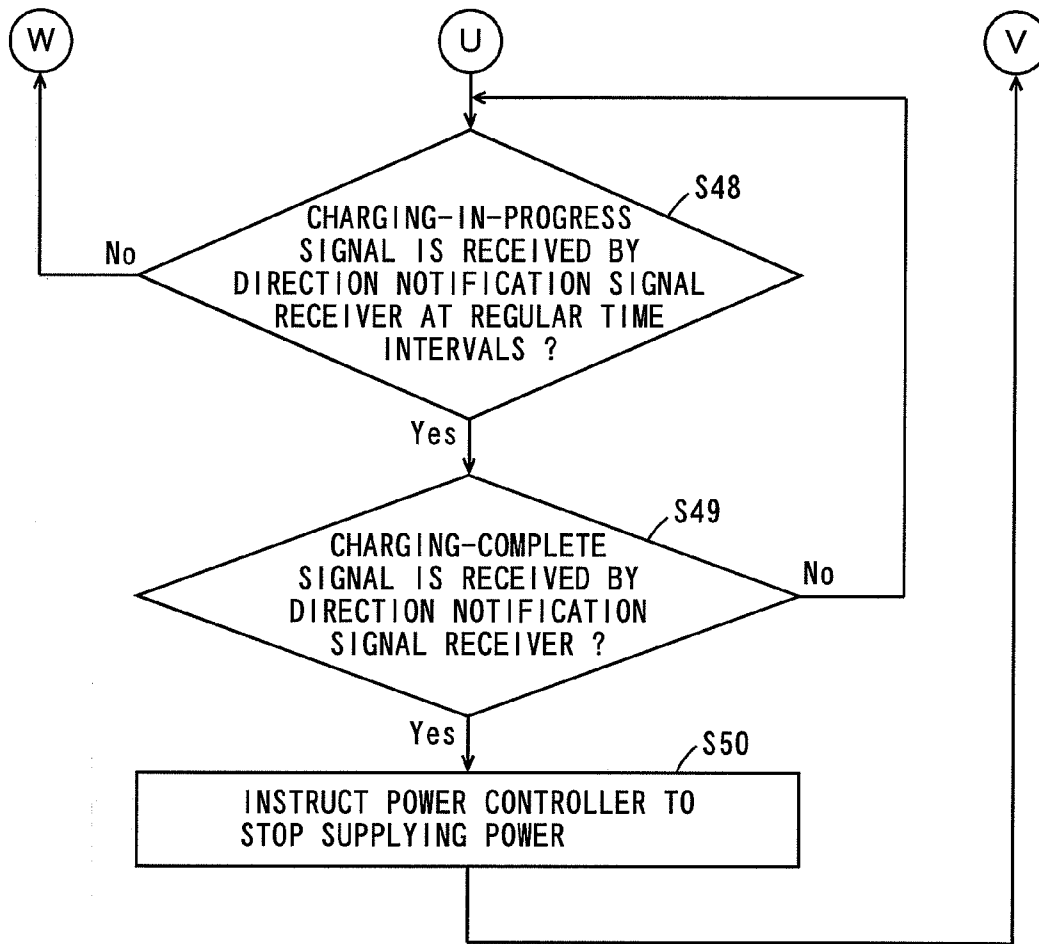 W
U
V
S48
CHARGING-IN-PROGRESS
SIGNAL IS RECEIVED BY
DIRECTION NOTIFICATION SIGNAL
RECEIVER AT REGULAR TIME
INTERVALS ?
No
Yes
S49
CHARGING-COMPLETE
SIGNAL IS RECEIVED BY
DIRECTION NOTIFICATION
SIGNAL RECEIVER ?
No
Yes
S50
INSTRUCT POWER CONTROLLER TO
STOP SUPPLYING POWER